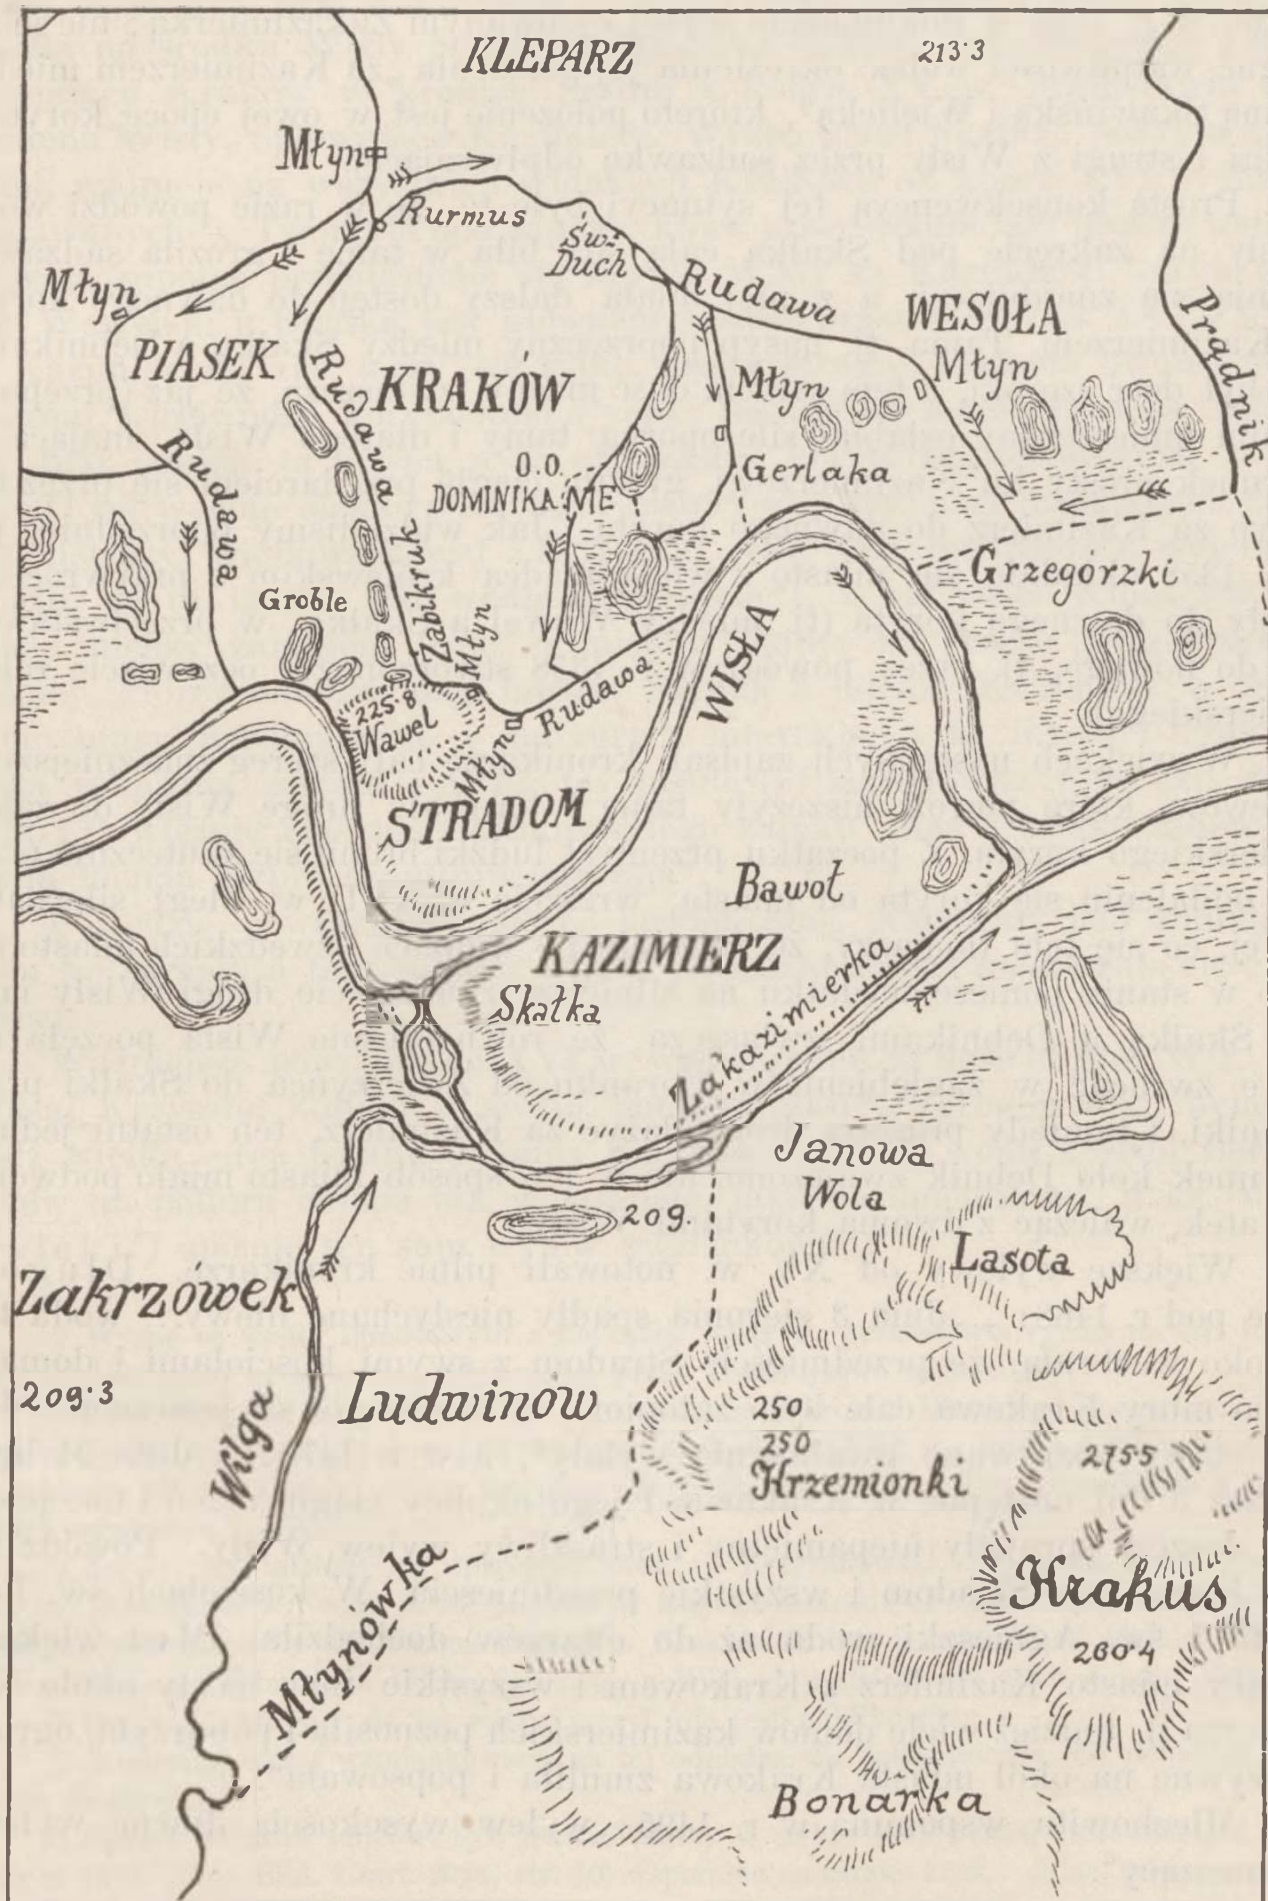 KLEPARZ
213·3
Młyn
Rurmus
Św.
Duch
Rudawa
Prądnik
Młyn
PIASEK
WESOŁA
Młyn
Rudawa
KRAKÓW
Młyn
Gerlaka
O.O.
DOMINIKANIE
Rudawa
Żabikruk
Groble
Grzegórzki
Młyn
Rudawa
WISŁA
225·8
Wawel
Młyn
STRADOM
Bawoł
KAZIMIERZ
Skałka
Zakazimierka
Janowa
Wola
209.
Lasota
Zakrzówek
209·3
Ludwinów
Wilga
250
250
Krzemionki
275·5
Krakus
260·4
Młynówka
Bonarka